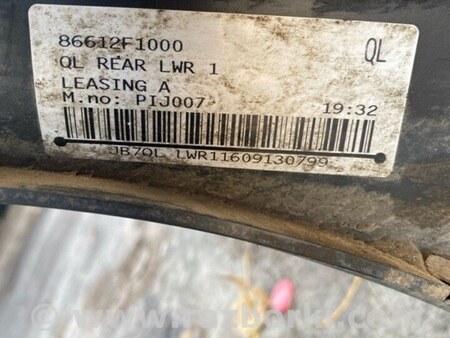 86612F1000
QL
QL REAR LWR 1
LEASING A
M.no: PIJ007
19:32
JB7QL LWR11609130799